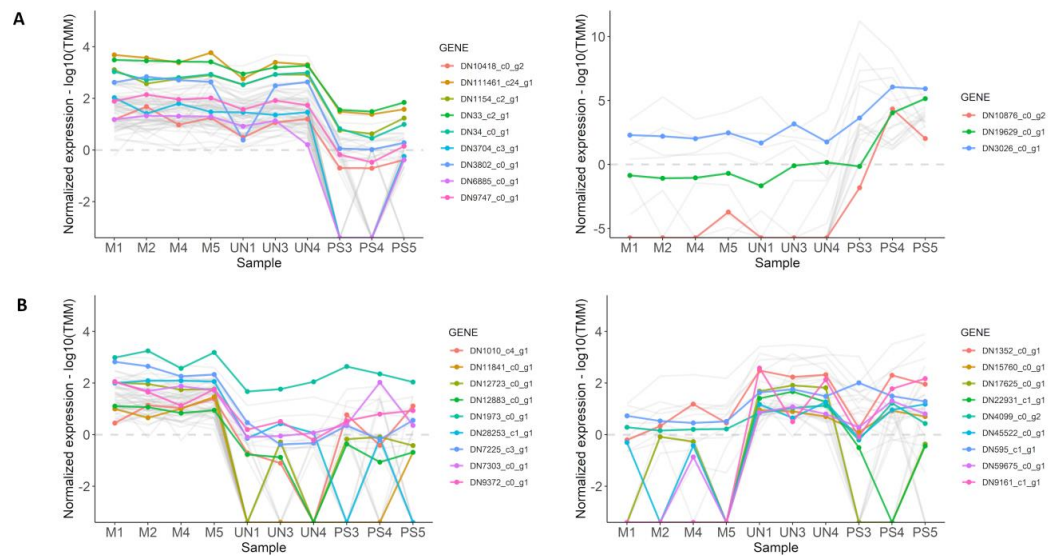 A
Normalized expression - log10(TMM)
4
2
0
-2
M1 M2 M4 M5 UN1 UN3 UN4 PS3 PS4 PS5
Sample
GENE
DN10418_c0_g2
DN111461_c24_g1
DN1154_c2_g1
DN33_c2_g1
DN34_c0_g1
DN3704_c3_g1
DN3802_c0_g1
DN6885_c0_g1
DN9747_c0_g1
Normalized expression - log10(TMM)
10
5
0
-5
M1 M2 M4 M5 UN1 UN3 UN4 PS3 PS4 PS5
Sample
GENE
DN10876_c0_g2
DN19629_c0_g1
DN3026_c0_g1
B
Normalized expression - log10(TMM)
4
2
0
-2
M1 M2 M4 M5 UN1 UN3 UN4 PS3 PS4 PS5
Sample
GENE
DN1010_c4_g1
DN11841_c0_g1
DN12723_c0_g1
DN12883_c0_g1
DN1973_c0_g1
DN28253_c1_g1
DN7225_c3_g1
DN7303_c0_g1
DN9372_c0_g1
Normalized expression - log10(TMM)
4
2
0
-2
M1 M2 M4 M5 UN1 UN3 UN4 PS3 PS4 PS5
Sample
GENE
DN1352_c0_g1
DN15760_c0_g1
DN17625_c0_g1
DN22931_c1_g1
DN4099_c0_g2
DN45522_c0_g1
DN595_c1_g1
DN59675_c0_g1
DN9161_c1_g1